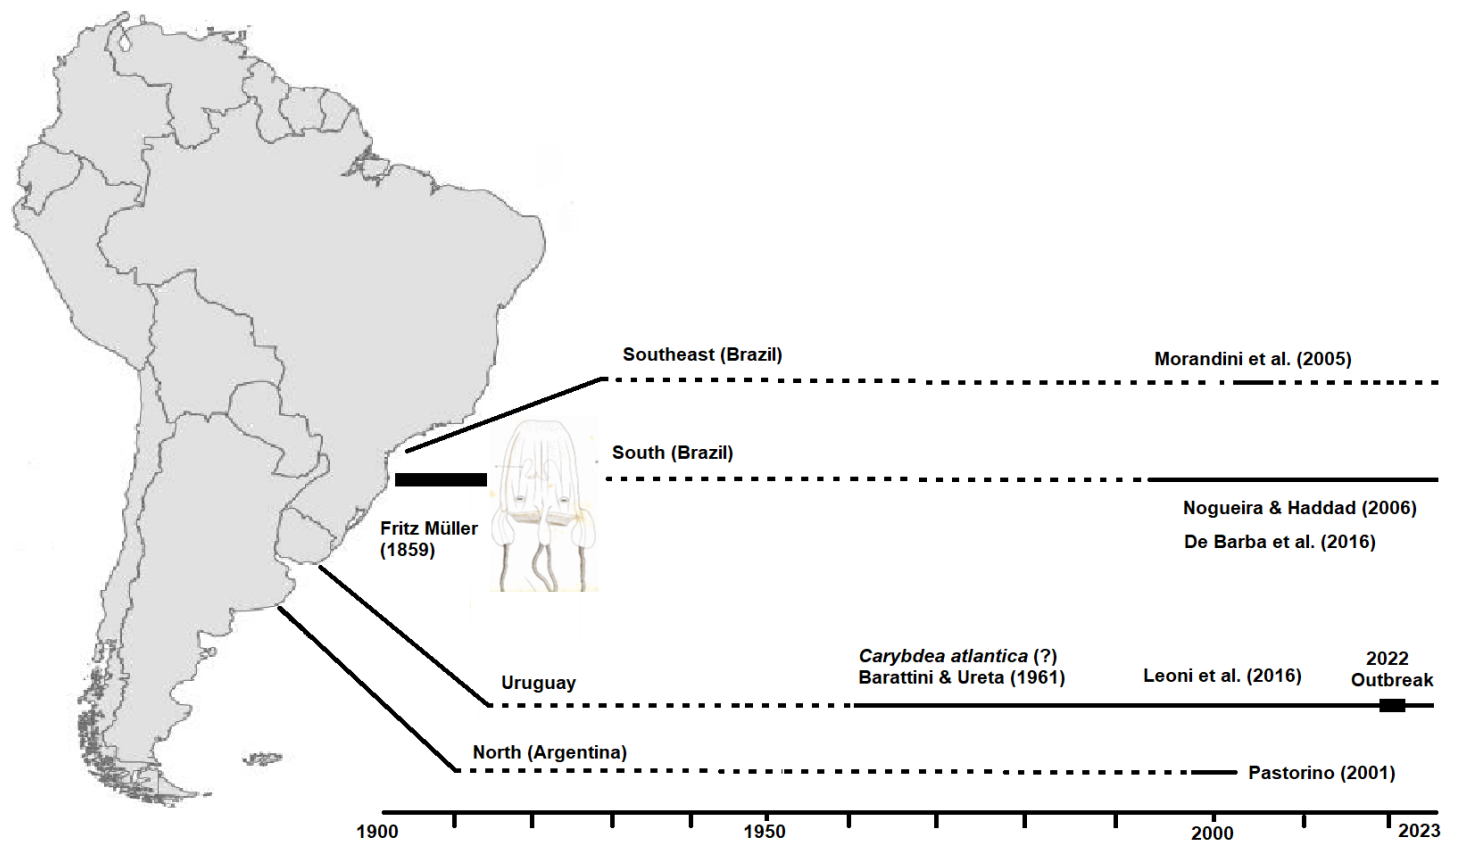 Southeast (Brazil)
Morandini et al. (2005)
South (Brazil)
Nogueira & Haddad (2006)
De Barba et al. (2016)
Fritz Müller
(1859)
Carybdea atlantica (?)
Barattini & Ureta (1961)
Leoni et al. (2016)
2022
Outbreak
Uruguay
North (Argentina)
Pastorino (2001)
1900
1950
2000
2023